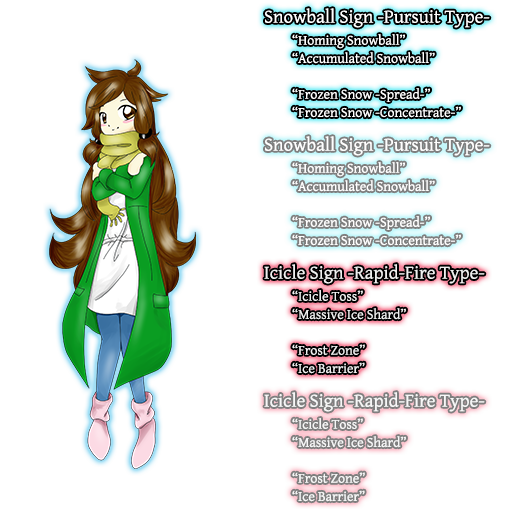 Snowball Sign -Pursuit Type-
“Homing Snowball”
“Accumulated Snowball”
“Frozen Snow -Spread-”
“Frozen Snow -Concentrate-”
Snowball Sign -Pursuit Type-
“Homing Snowball”
“Accumulated Snowball”
“Frozen Snow -Spread-”
“Frozen Snow -Concentrate-”
Icicle Sign -Rapid-Fire Type-
“Icicle Toss”
“Massive Ice Shard”
“Frost Zone”
“Ice Barrier”
Icicle Sign -Rapid-Fire Type-
“Icicle Toss”
“Massive Ice Shard”
“Frost Zone”
“Ice Barrier”